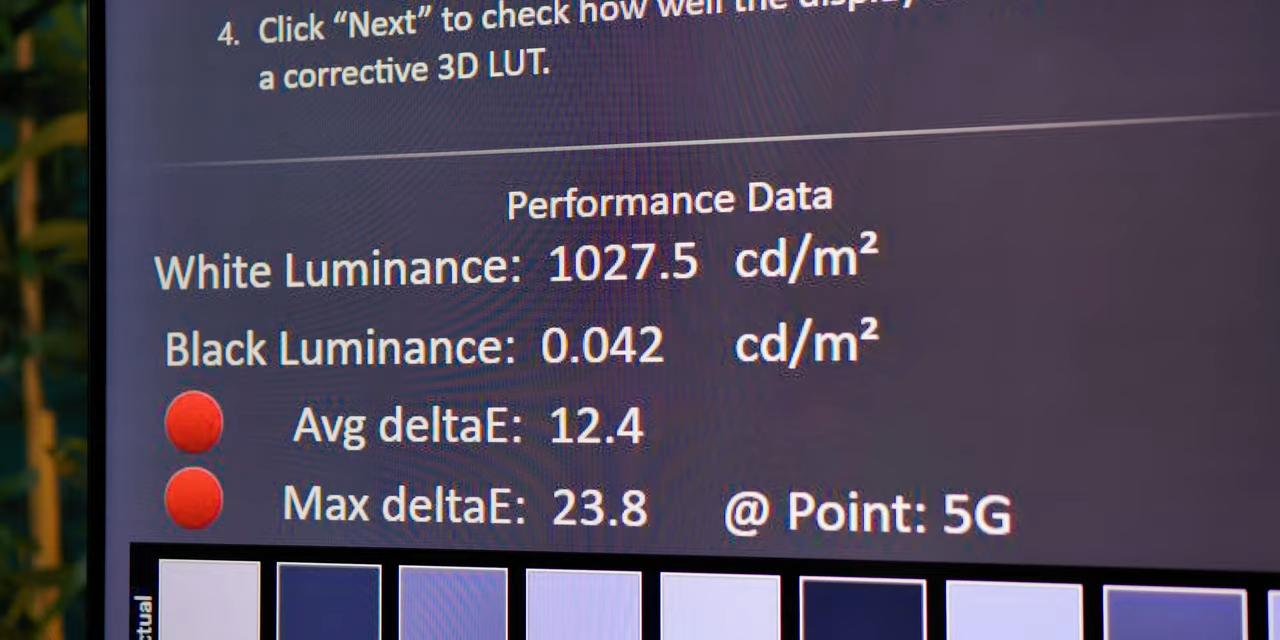 4. Click “Next” to check how well the display
a corrective 3D LUT.
Performance Data
White Luminance: 1027.5 cd/m²
Black Luminance: 0.042 cd/m²
Avg deltaE: 12.4
Max deltaE: 23.8 @ Point: 5G